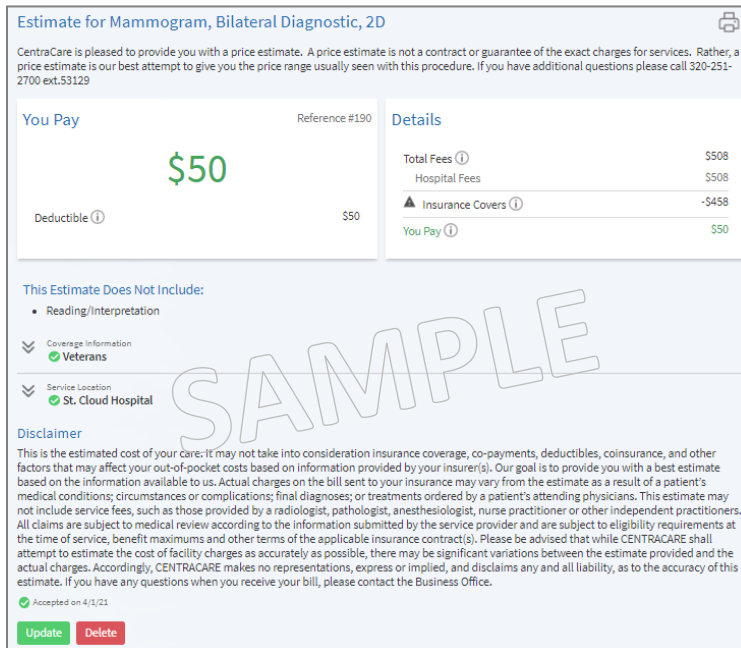 Estimate for Mammogram, Bilateral Diagnostic, 2D
CentraCare is pleased to provide you with a price estimate. A price estimate is not a contract or guarantee of the exact charges for services. Rather, a
price estimate is our best attempt to give you the price range usually seen with this procedure. If you have additional questions please call 320-251-
2700 ext.53129
You Pay
Reference #190
$50
Deductible
$50
Details
Total Fees
$508
Hospital Fees
$508
Insurance Covers
-$458
You Pay
$50
This Estimate Does Not Include:
• Reading/Interpretation
Coverage Information
Veterans
Service Location
St. Cloud Hospital
SAMPLE
Disclaimer
This is the estimated cost of your care. It may not take into consideration insurance coverage, co-payments, deductibles, coinsurance, and other
factors that may affect your out-of-pocket costs based on information provided by your insurer(s). Our goal is to provide you with a best estimate
based on the information available to us. Actual charges on the bill sent to your insurance may vary from the estimate as a result of a patient's
medical conditions; circumstances or complications; final diagnoses; or treatments ordered by a patient's attending physicians. This estimate may
not include service fees, such as those provided by a radiologist, pathologist, anesthesiologist, nurse practitioner or other independent practitioners.
All claims are subject to medical review according to the information submitted by the service provider and are subject to eligibility requirements at
the time of service, benefit maximums and other terms of the applicable insurance contract(s). Please be advised that while CENTRACARE shall
attempt to estimate the cost of facility charges as accurately as possible, there may be significant variations between the estimate provided and the
actual charges. Accordingly, CENTRACARE makes no representations, express or implied, and disclaims any and all liability, as to the accuracy of this
estimate. If you have any questions when you receive your bill, please contact the Business Office.
Accepted on 4/1/21
Update
Delete